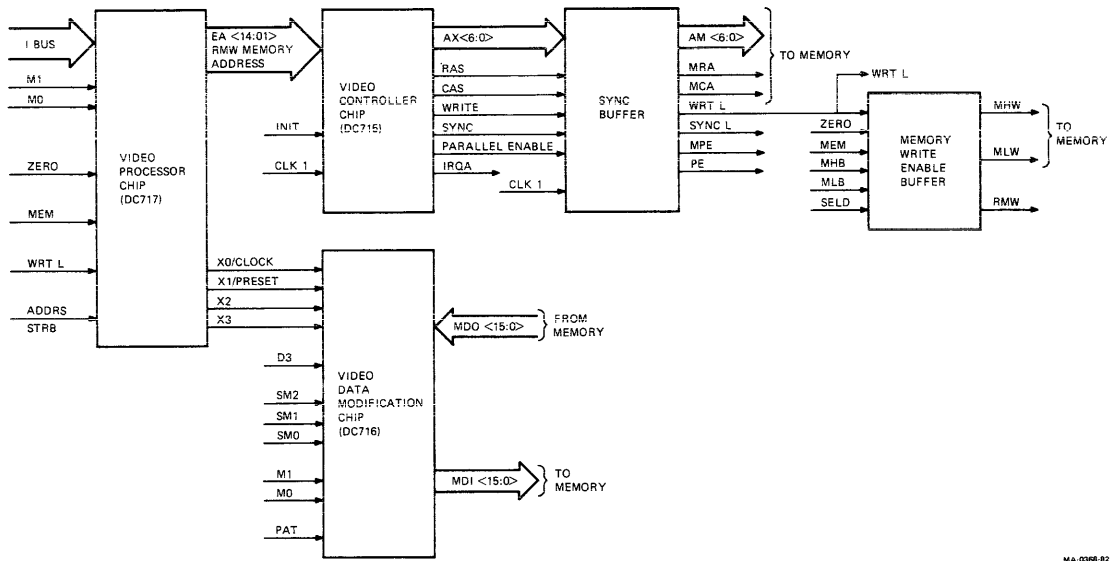 I BUS
M1
M0
ZERO
MEM
WRT L
ADDRS
STRB
VIDEO
PROCESSOR
CHIP
(DC717)
EA <14:01>
RMW MEMORY
ADDRESS
X0/CLOCK
X1/PRESET
X2
X3
INIT
CLK 1
VIDEO
CONTROLLER
CHIP
(DC715)
AX<6:0>
RAS
CAS
WRITE
SYNC
PARALLEL ENABLE
IRQA
CLK 1
SYNC
BUFFER
AM <6:0>
MRA
MCA
WRT L
SYNC L
MPE
PE
TO MEMORY
WRT L
ZERO
MEM
MHB
MLB
SELD
MEMORY
WRITE
ENABLE
BUFFER
MHW
MLW
RMW
TO
MEMORY
D3
SM2
SM1
SM0
M1
M0
PAT
VIDEO
DATA
MODIFICATION
CHIP
(DC716)
MDO <15:0>
FROM
MEMORY
MDI <15:0>
TO
MEMORY
MA-0368-82